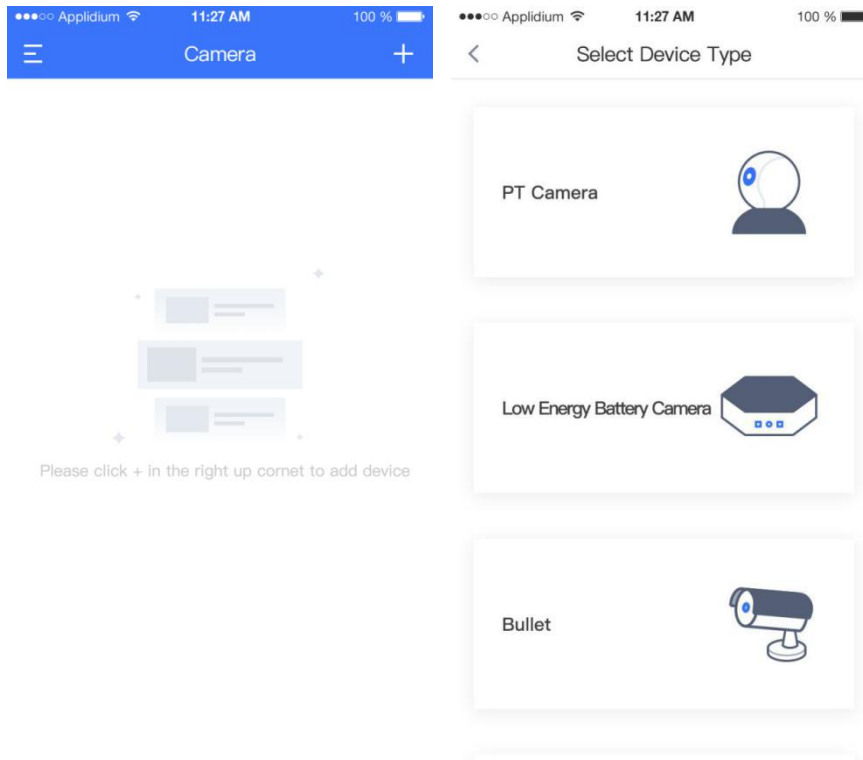 Applidium 11:27 AM 100 %
Camera +
Please click + in the right up cornet to add device
Applidium 11:27 AM 100 %
Select Device Type
PT Camera
Low Energy Battery Camera
Bullet